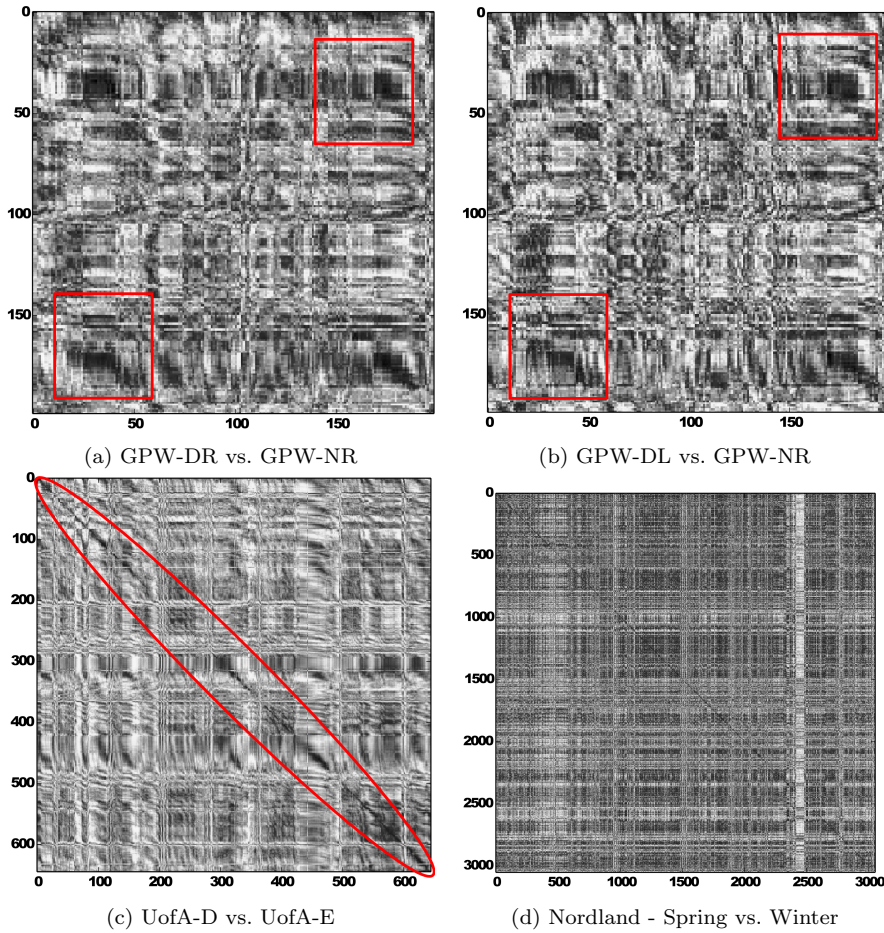 0
50
100
150
0 50 100 150
(a) GPW-DR vs. GPW-NR
0
50
100
150
0 50 100 150
(b) GPW-DL vs. GPW-NR
0
100
200
300
400
500
600
0 100 200 300 400 500 600
(c) UofA-D vs. UofA-E
0
500
1000
1500
2000
2500
3000
0 500 1000 1500 2000 2500 3000
(d) Nordland - Spring vs. Winter